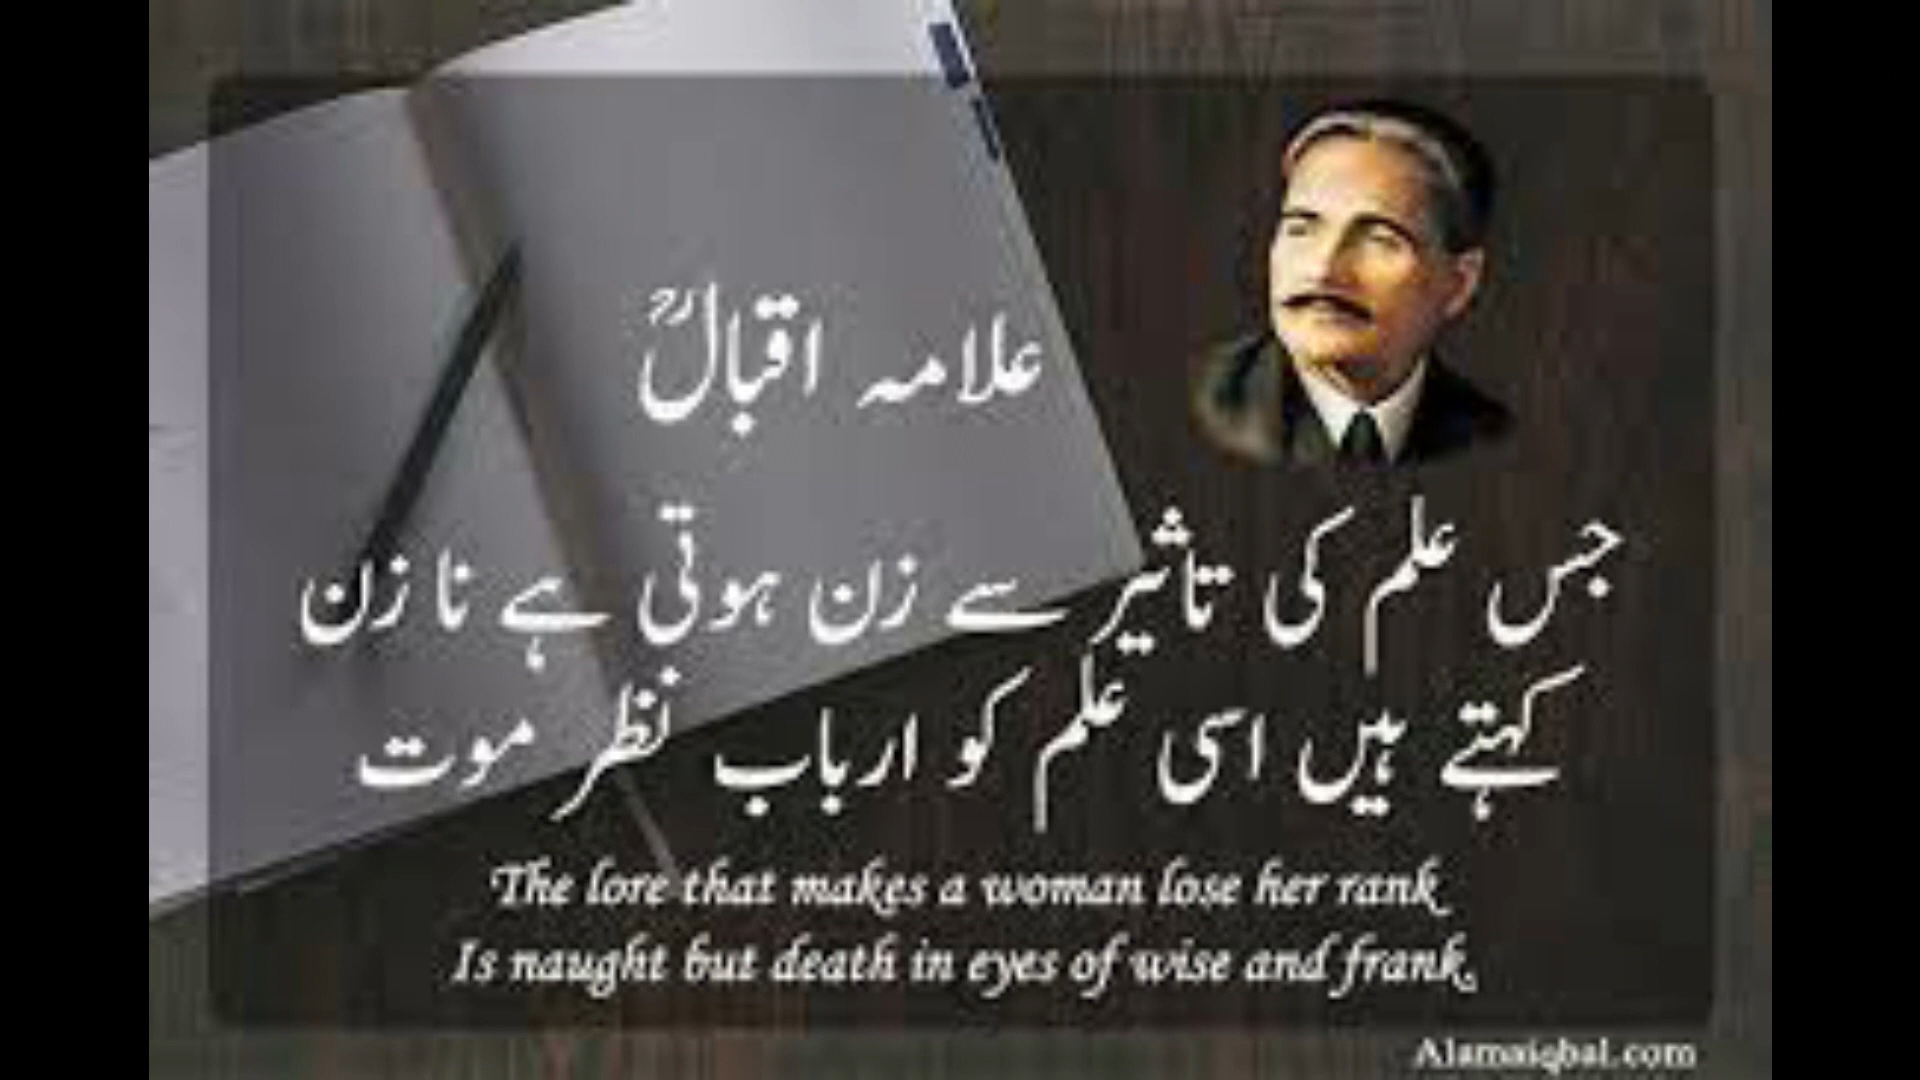 علامہ اقبالؒ
جس علم کی تاثیر سے زن ہوتی ہے نا زن
کہتے ہیں اسی علم کو ارباب نظر موت
The lore that makes a woman lose her rank
Is naught but death in eyes of wise and frank.
Alamaiqbal.com